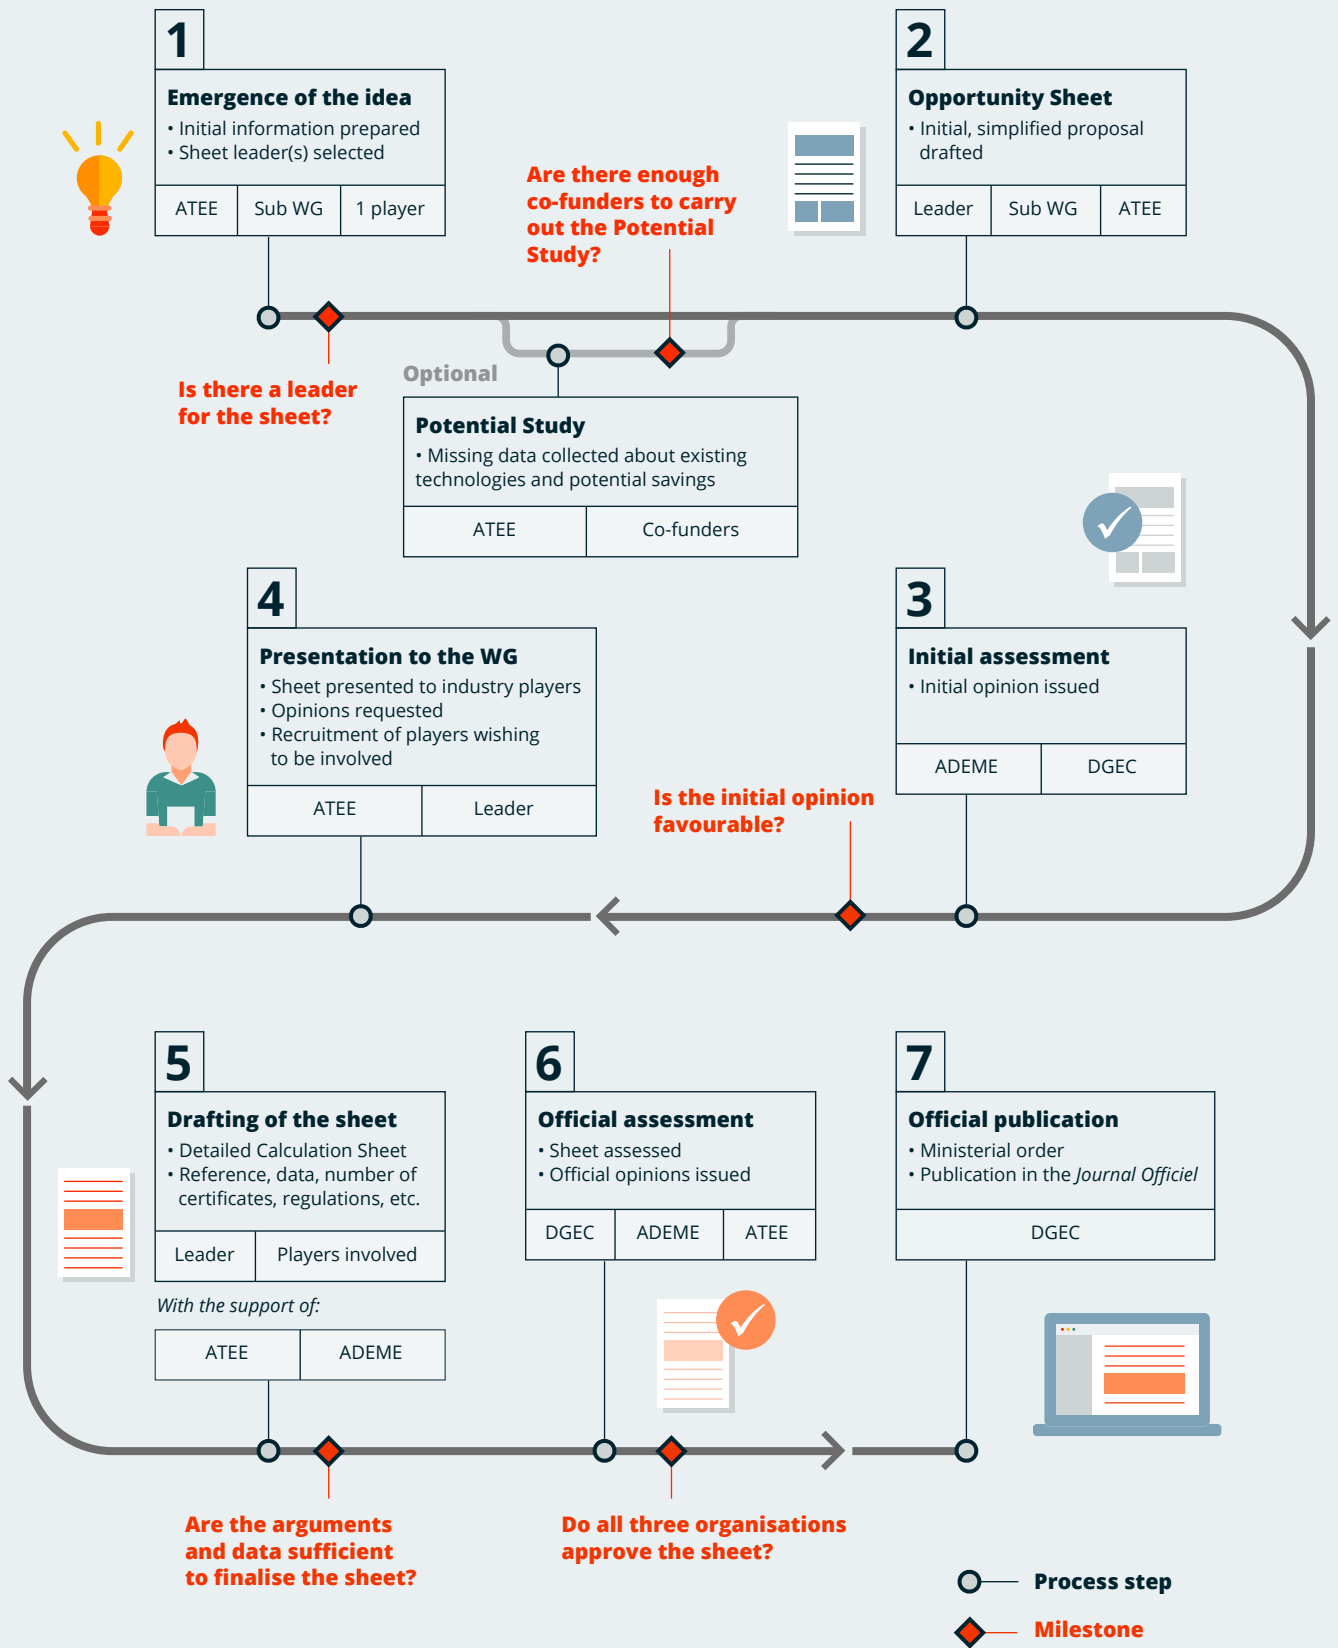 1
Emergence of the idea
• Initial information prepared
• Sheet leader(s) selected
ATEE Sub WG 1 player
2
Opportunity Sheet
• Initial, simplified proposal
drafted
Leader Sub WG ATEE
Are there enough
co-funders to carry
out the Potential
Study?
Is there a leader
for the sheet?
Optional
Potential Study
• Missing data collected about existing
technologies and potential savings
ATEE Co-funders
3
Initial assessment
• Initial opinion issued
ADEME DGEC
Is the initial opinion
favourable?
4
Presentation to the WG
• Sheet presented to industry players
• Opinions requested
• Recruitment of players wishing
to be involved
ATEE Leader
5
Drafting of the sheet
• Detailed Calculation Sheet
• Reference, data, number of
certificates, regulations, etc.
Leader Players involved
With the support of:
ATEE ADEME
6
Official assessment
• Sheet assessed
• Official opinions issued
DGEC ADEME ATEE
7
Official publication
• Ministerial order
• Publication in the Journal Officiel
DGEC
Are the arguments
and data sufficient
to finalise the sheet?
Do all three organisations
approve the sheet?
Process step
Milestone